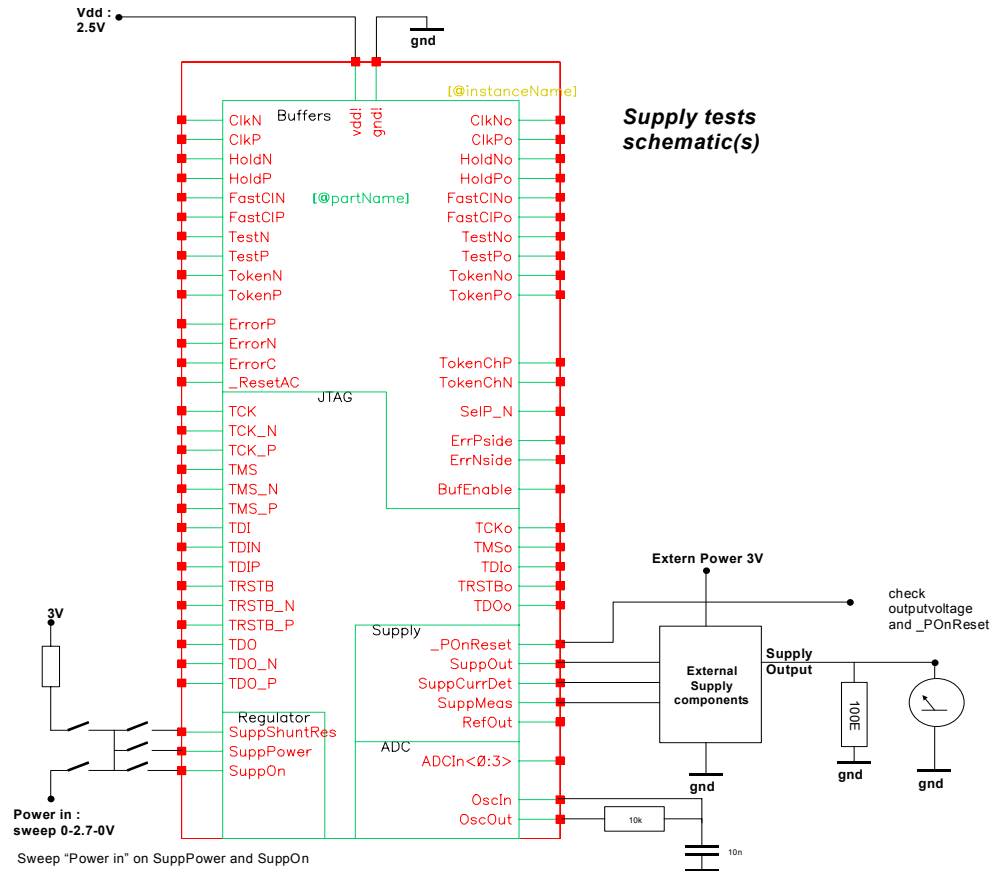 Vdd :
2.5V
gnd
[@instanceName]
Supply tests
schematic(s)
Buffers
vdd!
gnd!
[@partName]
ClkN
ClkP
HoldN
HoldP
FastClN
FastClP
TestN
TestP
TokenN
TokenP
ErrorP
ErrorN
ErrorC
_ResetAC
JTAG
TCK
TCK_N
TCK_P
TMS
TMS_N
TMS_P
TDI
TDIN
TDIP
TRSTB
TRSTB_N
TRSTB_P
TDO
TDO_N
TDO_P
Regulator
SuppShuntRes
SuppPower
SuppOn
ClkNo
ClkPo
HoldNo
HoldPo
FastClNo
FastClPo
TestNo
TestPo
TokenNo
TokenPo
TokenChP
TokenChN
SelP_N
ErrPside
ErrNside
BufEnable
TCKo
TMSo
TDIo
TRSTBo
TDOo
Supply
_POnReset
SuppOut
SuppCurrDet
SuppMeas
RefOut
ADC
ADCIn<0:3>
OscIn
OscOut
3V
Power in :
sweep 0-2.7-0V
Sweep “Power in” on SuppPower and SuppOn
Extern Power 3V
check
outputvoltage
and _POnReset
External
Supply
components
Supply
Output
100E
gnd
gnd
gnd
10k
10n